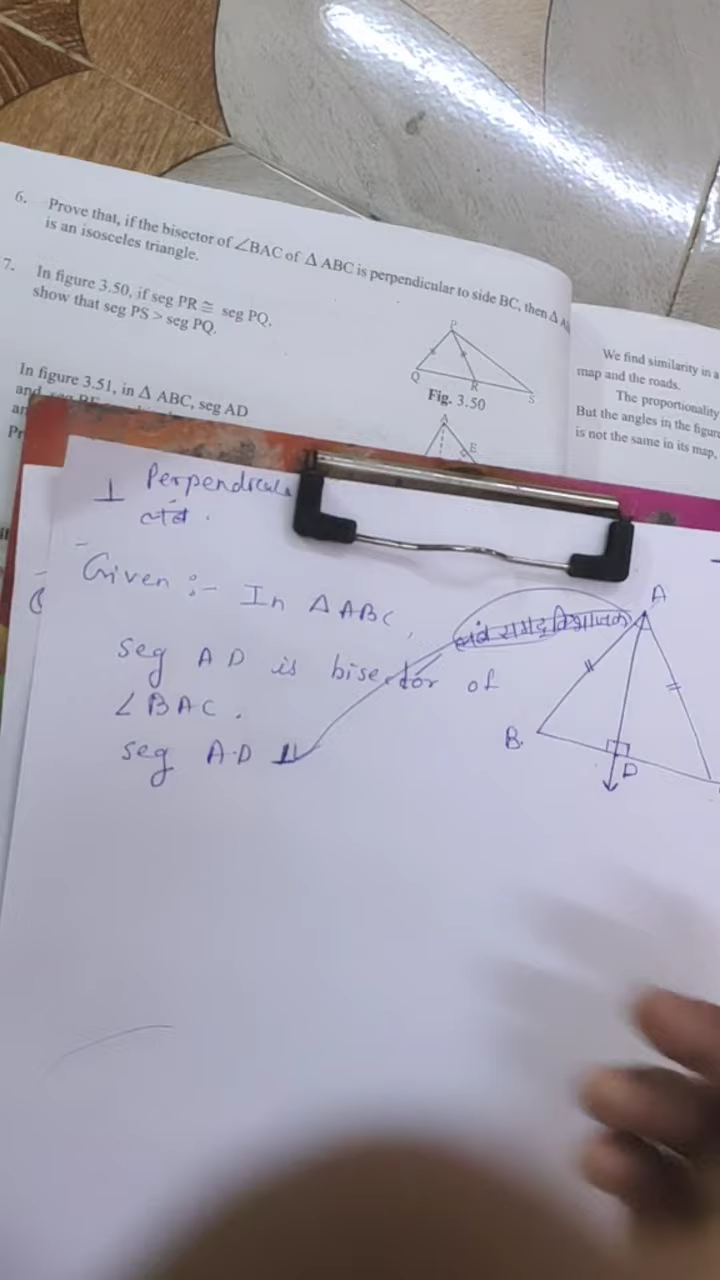 6. Prove that, if the bisector of ∠BAC of Δ ABC is perpendicular to side BC, then Δ
is an isosceles triangle.
7. In figure 3.50, if seg PR ≅ seg PQ,
show that seg PS > seg PQ.
P
Q
R
S
Fig. 3.50
In figure 3.51, in Δ ABC, seg AD
and
A
E
We find similarity in a
map and the roads.
The proportionality
But the angles in the figure
is not the same in its map,
⊥
लंब .
Given :- In ΔABC,
seg AD is bisector of
∠BAC.
seg A.D
A
B.
D